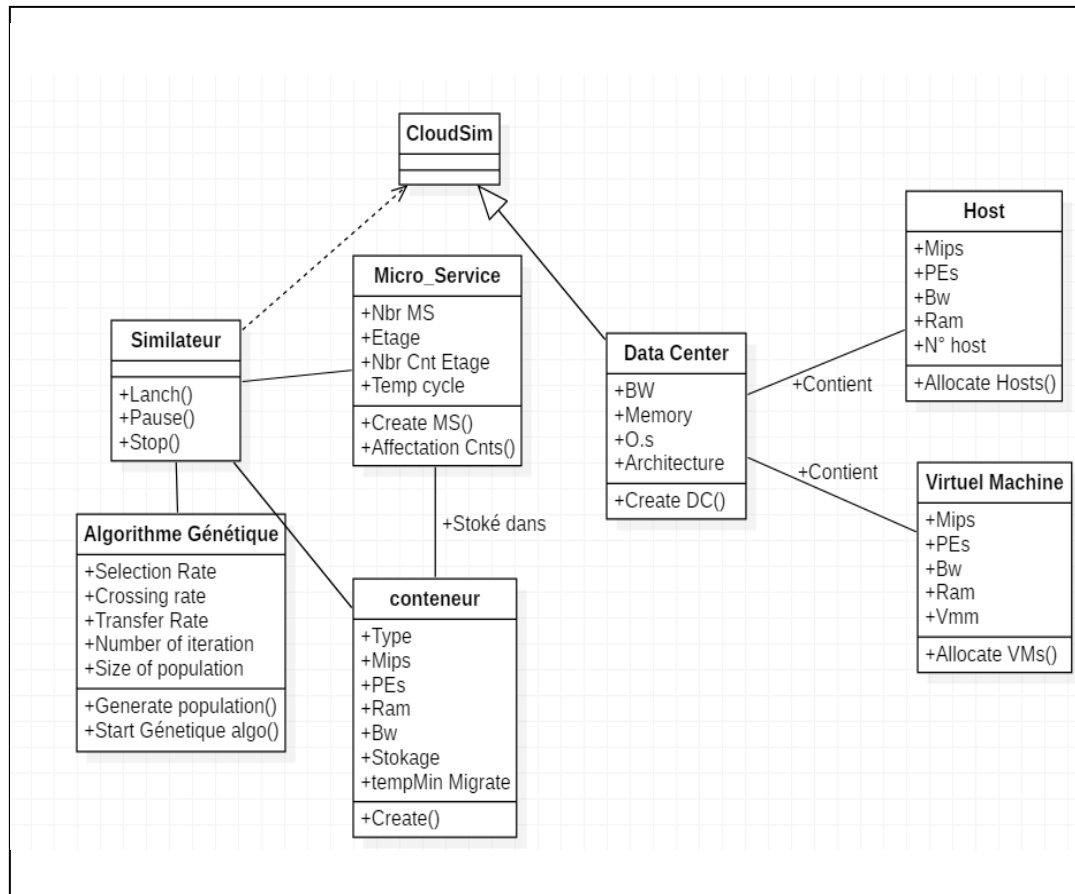 CloudSim
Host
+Mips
+PEs
+Bw
+Ram
+N° host
+Allocate Hosts()
Micro_Service
+Nbr MS
+Etage
+Nbr Cnt Etage
+Temp cycle
+Create MS()
+Affectation Cnts()
Similateur
+Lanch()
+Pause()
+Stop()
Data Center
+BW
+Memory
+O.s
+Architecture
+Create DC()
+Contient
+Contient
Virtuel Machine
+Mips
+PEs
+Bw
+Ram
+Vmm
+Allocate VMs()
+Stoké dans
Algorithme Génétique
+Selection Rate
+Crossing rate
+Transfer Rate
+Number of iteration
+Size of population
+Generate population()
+Start Génetique algo()
conteneur
+Type
+Mips
+PEs
+Ram
+Bw
+Stokage
+tempMin Migrate
+Create()